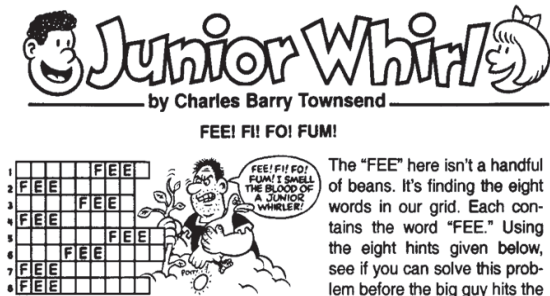 Junior Whirl
by Charles Barry Townsend
FEE! FI! FO! FUM!
1 FEE
2 FEE
3 FEE
4 FEE
5 FEE
6 FEE
7 FEE
8 FEE
FEE! FI! FO!
FUM! I SMELL
THE BLOOD OF
A JUNIOR
WHIRLER!
POINT!
The "FEE" here isn't a handful
of beans. It's finding the eight
words in our grid. Each con-
tains the word "FEE." Using
the eight hints given below,
see if you can solve this prob-
lem before the big guy hits the